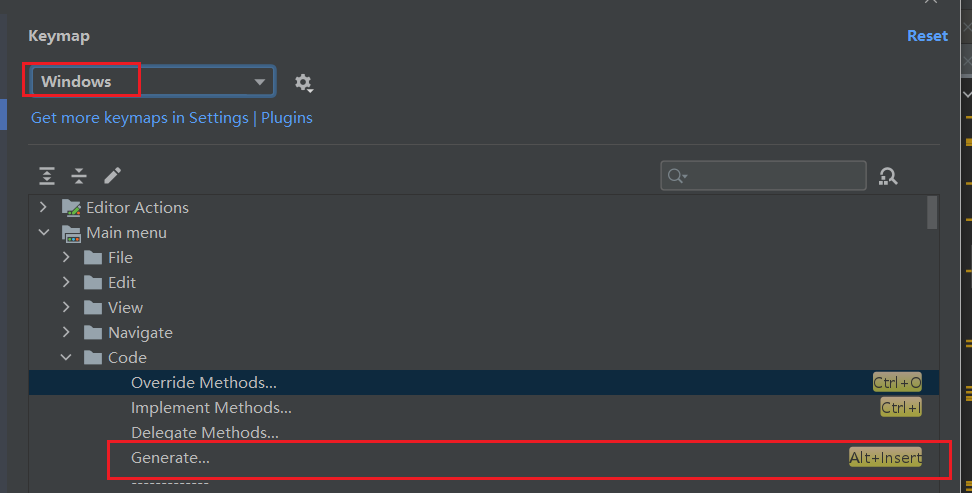 Keymap
Reset
Windows
Get more keymaps in Settings | Plugins
Editor Actions
Main menu
File
Edit
View
Navigate
Code
Override Methods... Ctrl+O
Implement Methods... Ctrl+I
Delegate Methods...
Generate... Alt+Insert
-------------